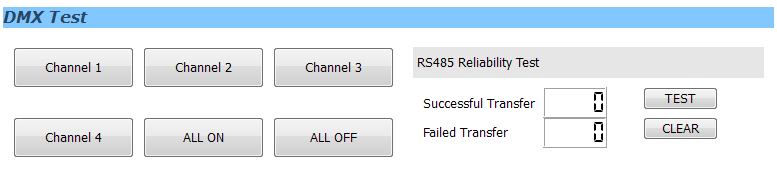 DMX Test
Channel 1 Channel 2 Channel 3
Channel 4 ALL ON ALL OFF
RS485 Reliability Test
Successful Transfer 0 TEST
Failed Transfer 0 CLEAR